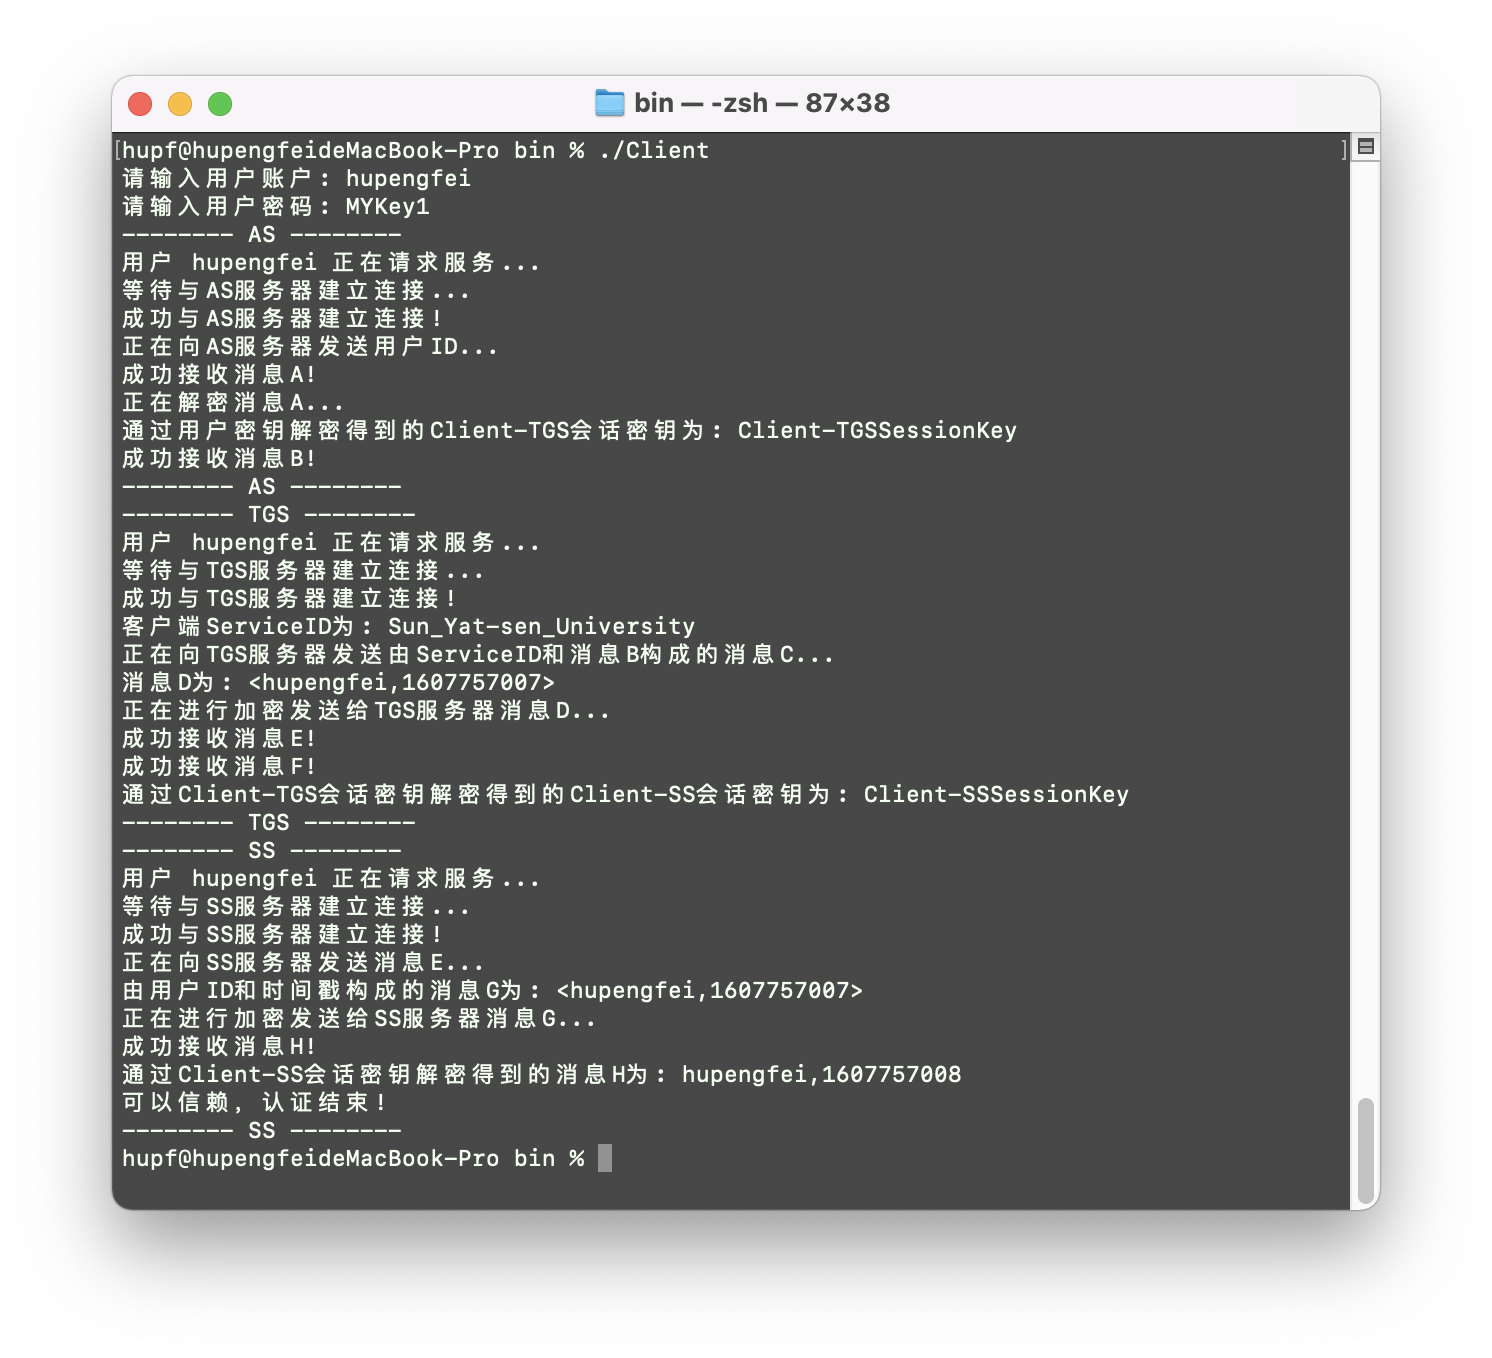 bin — -zsh — 87×38
[hupf@hupengfeideMacBook-Pro bin % ./Client ]
请输入用户账户: hupengfei
请输入用户密码: MYKey1
-------- AS --------
用户 hupengfei 正在请求服务...
等待与AS服务器建立连接...
成功与AS服务器建立连接!
正在向AS服务器发送用户ID...
成功接收消息A!
正在解密消息A...
通过用户密钥解密得到的Client-TGS会话密钥为: Client-TGSSessionKey
成功接收消息B!
-------- AS --------
-------- TGS --------
用户 hupengfei 正在请求服务...
等待与TGS服务器建立连接...
成功与TGS服务器建立连接!
客户端ServiceID为: Sun_Yat-sen_University
正在向TGS服务器发送由ServiceID和消息B构成的消息C...
消息D为: <hupengfei,1607757007>
正在进行加密发送给TGS服务器消息D...
成功接收消息E!
成功接收消息F!
通过Client-TGS会话密钥解密得到的Client-SS会话密钥为: Client-SSSessionKey
-------- TGS --------
-------- SS --------
用户 hupengfei 正在请求服务...
等待与SS服务器建立连接...
成功与SS服务器建立连接!
正在向SS服务器发送消息E...
由用户ID和时间戳构成的消息G为: <hupengfei,1607757007>
正在进行加密发送给SS服务器消息G...
成功接收消息H!
通过Client-SS会话密钥解密得到的消息H为: hupengfei,1607757008
可以信赖, 认证结束!
-------- SS --------
hupf@hupengfeideMacBook-Pro bin %